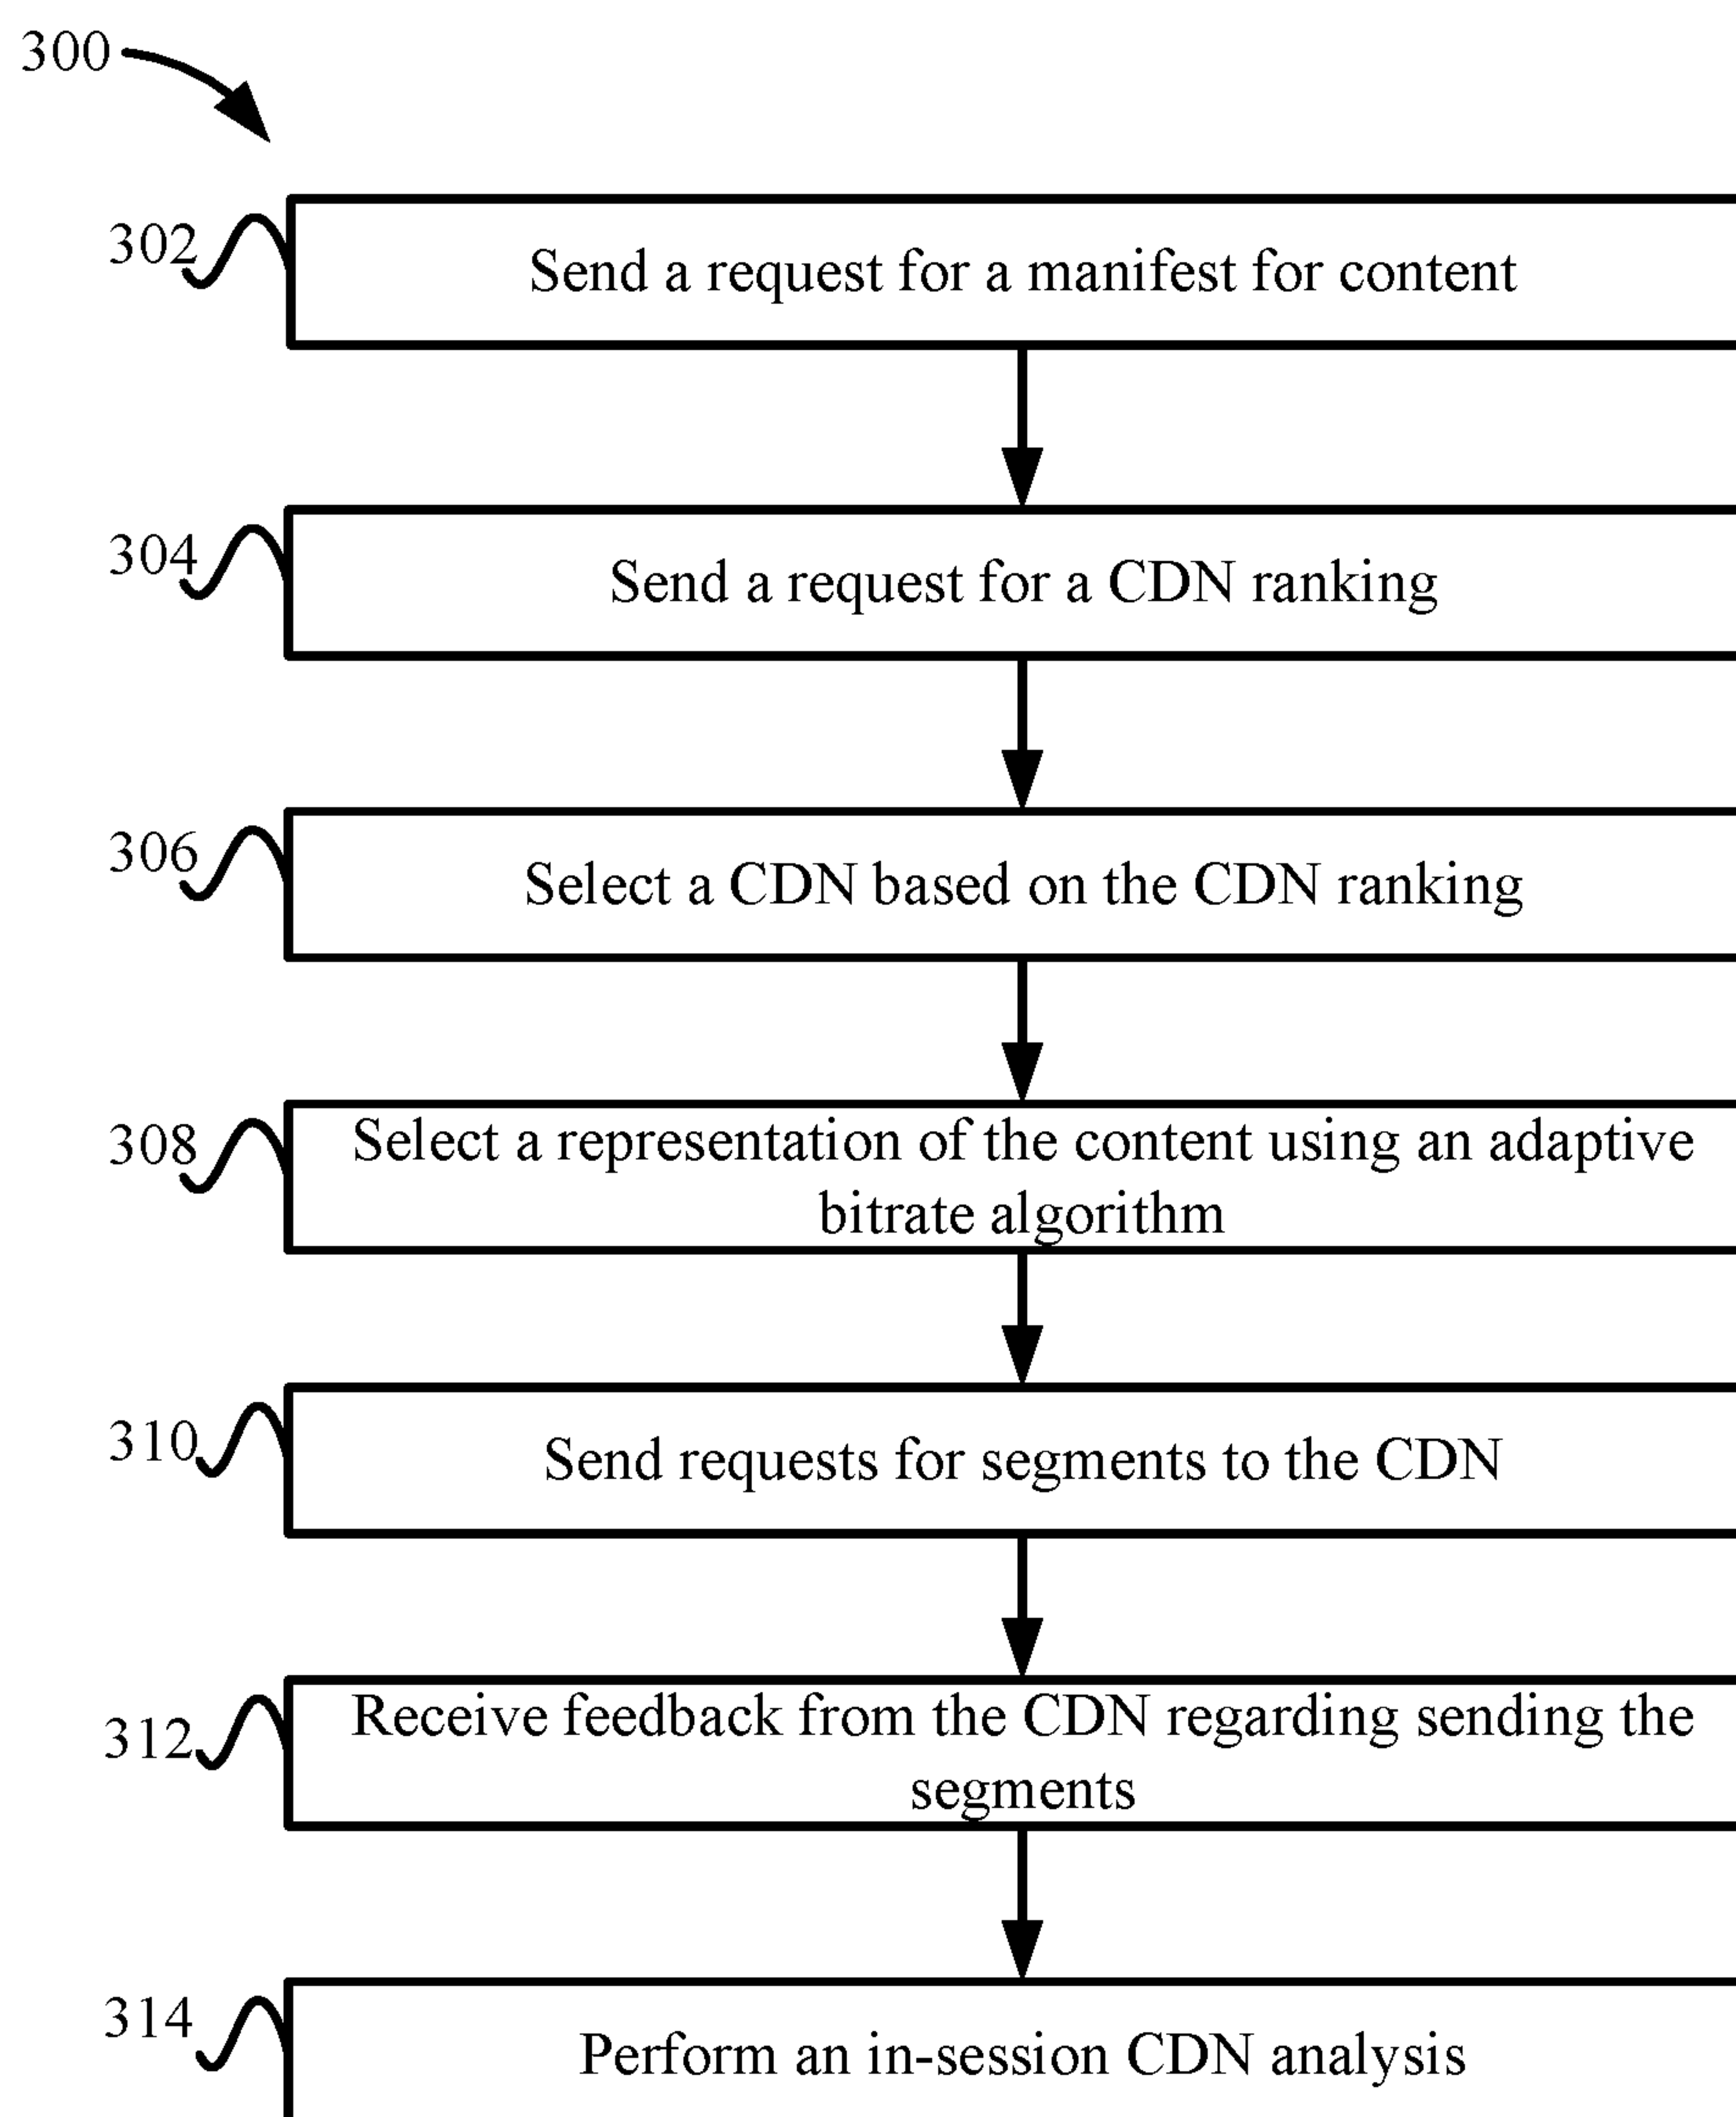 300
302
Send a request for a manifest for content
304
Send a request for a CDN ranking
306
Select a CDN based on the CDN ranking
308
Select a representation of the content using an adaptive
bitrate algorithm
310
Send requests for segments to the CDN
312
Receive feedback from the CDN regarding sending the
segments
314
Perform an in-session CDN analysis